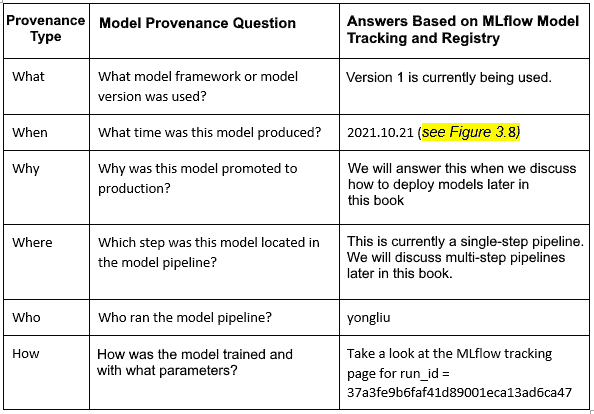 Provenance Type
Model Provenance Question
Answers Based on MLflow Model
Tracking and Registry
What
What model framework or model
version was used?
Version 1 is currently being used.
When
What time was this model produced?
2021.10.21 (see Figure 3.8)
Why
Why was this model promoted to
production?
We will answer this when we discuss
how to deploy models later in
this book
Where
Which step was this model located in
the model pipeline?
This is currently a single-step pipeline.
We will discuss multi-step pipelines
later in this book.
Who
Who ran the model pipeline?
yongliu
How
How was the model trained and
with what parameters?
Take a look at the MLflow tracking
page for run_id =
37a3fe9b6faf41d89001eca13ad6ca47